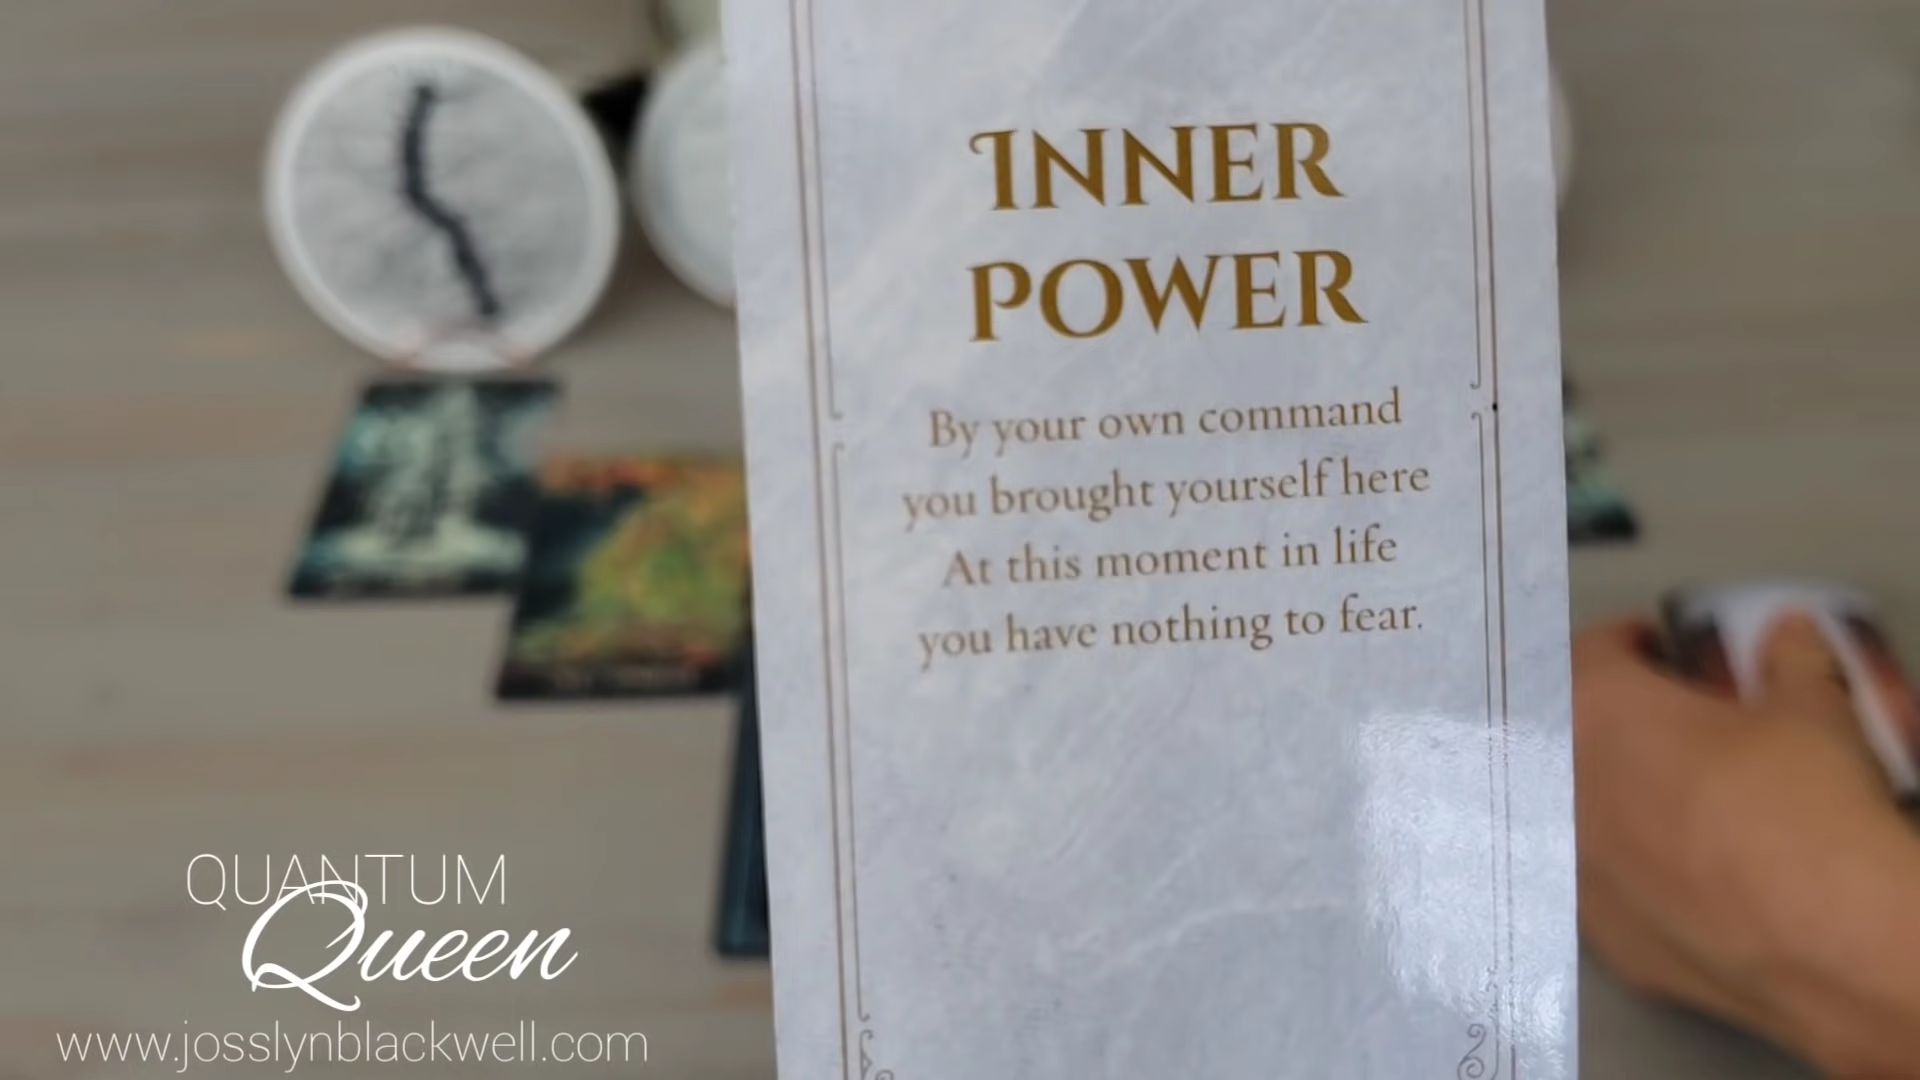 INNER
POWER
By your own command
you brought yourself here
At this moment in life
you have nothing to fear.
QUANTUM
Queen
www.josslynblackwell.com